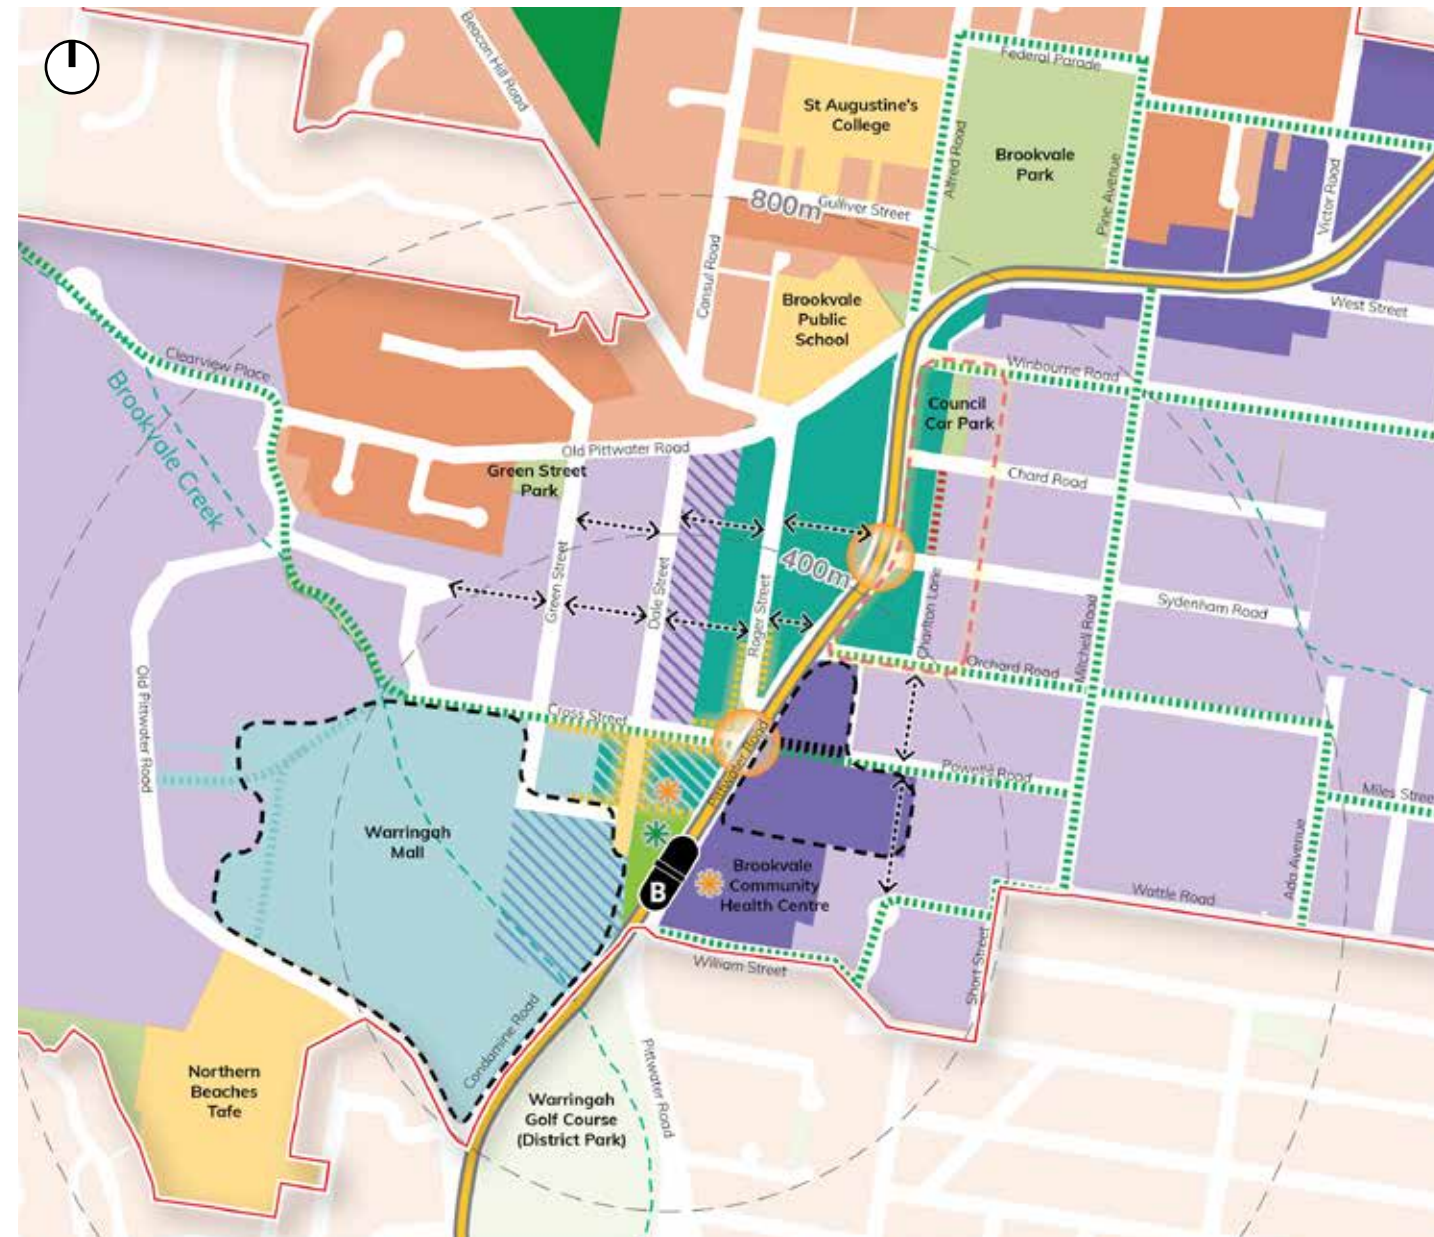 Beacon Hill Road
Federal Parade
St Augustine's
College
Alfred Road
Brookvale
Park
Pine Avenue
Victor Road
800m
Gulliver Street
Consul Road
Brookvale
Public
School
West Street
Clearview Place
Winbourne Road
Brookvale Creek
Council
Car Park
Old Pittwater Road
Green Street
Park
Chard Road
400m
Green Street
Dale Street
Roger Street
Charlton Lane
Sydenham Road
Mitchell Road
Orchard Road
Old Pittwater Road
Cross Street
Pittwater Road
Powells Road
Miles Stree
Warringah
Mall
Ada Avenue
B
Brookvale
Community
Health Centre
Wattle Road
William Street
Short Street
Condamine Road
Northern
Beaches
Tafe
Pittwater Road
Warringah
Golf Course
(District Park)